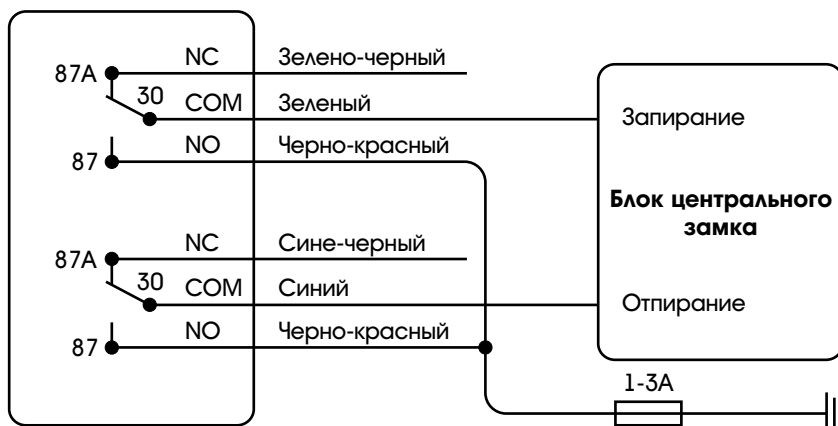 87A NC Зелено-черный
30 COM Зеленый Запирание
87 NO Черно-красный
Блок центрального
замка
87A NC Сине-черный
30 COM Синий Отпирание
87 NO Черно-красный
1-3А